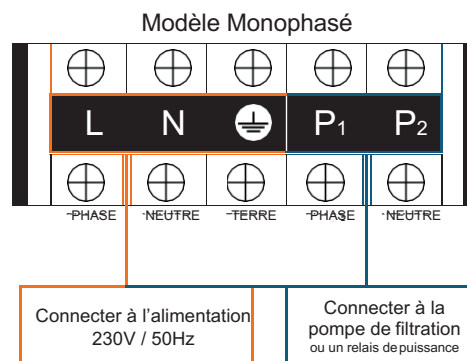 Modèle Monophasé
L N P1 P2
PHASE NEUTRE TERRE PHASE NEUTRE
Connecter à l'alimentation
230V / 50Hz
Connecter à la
pompe de filtration
ou un relais de puissance